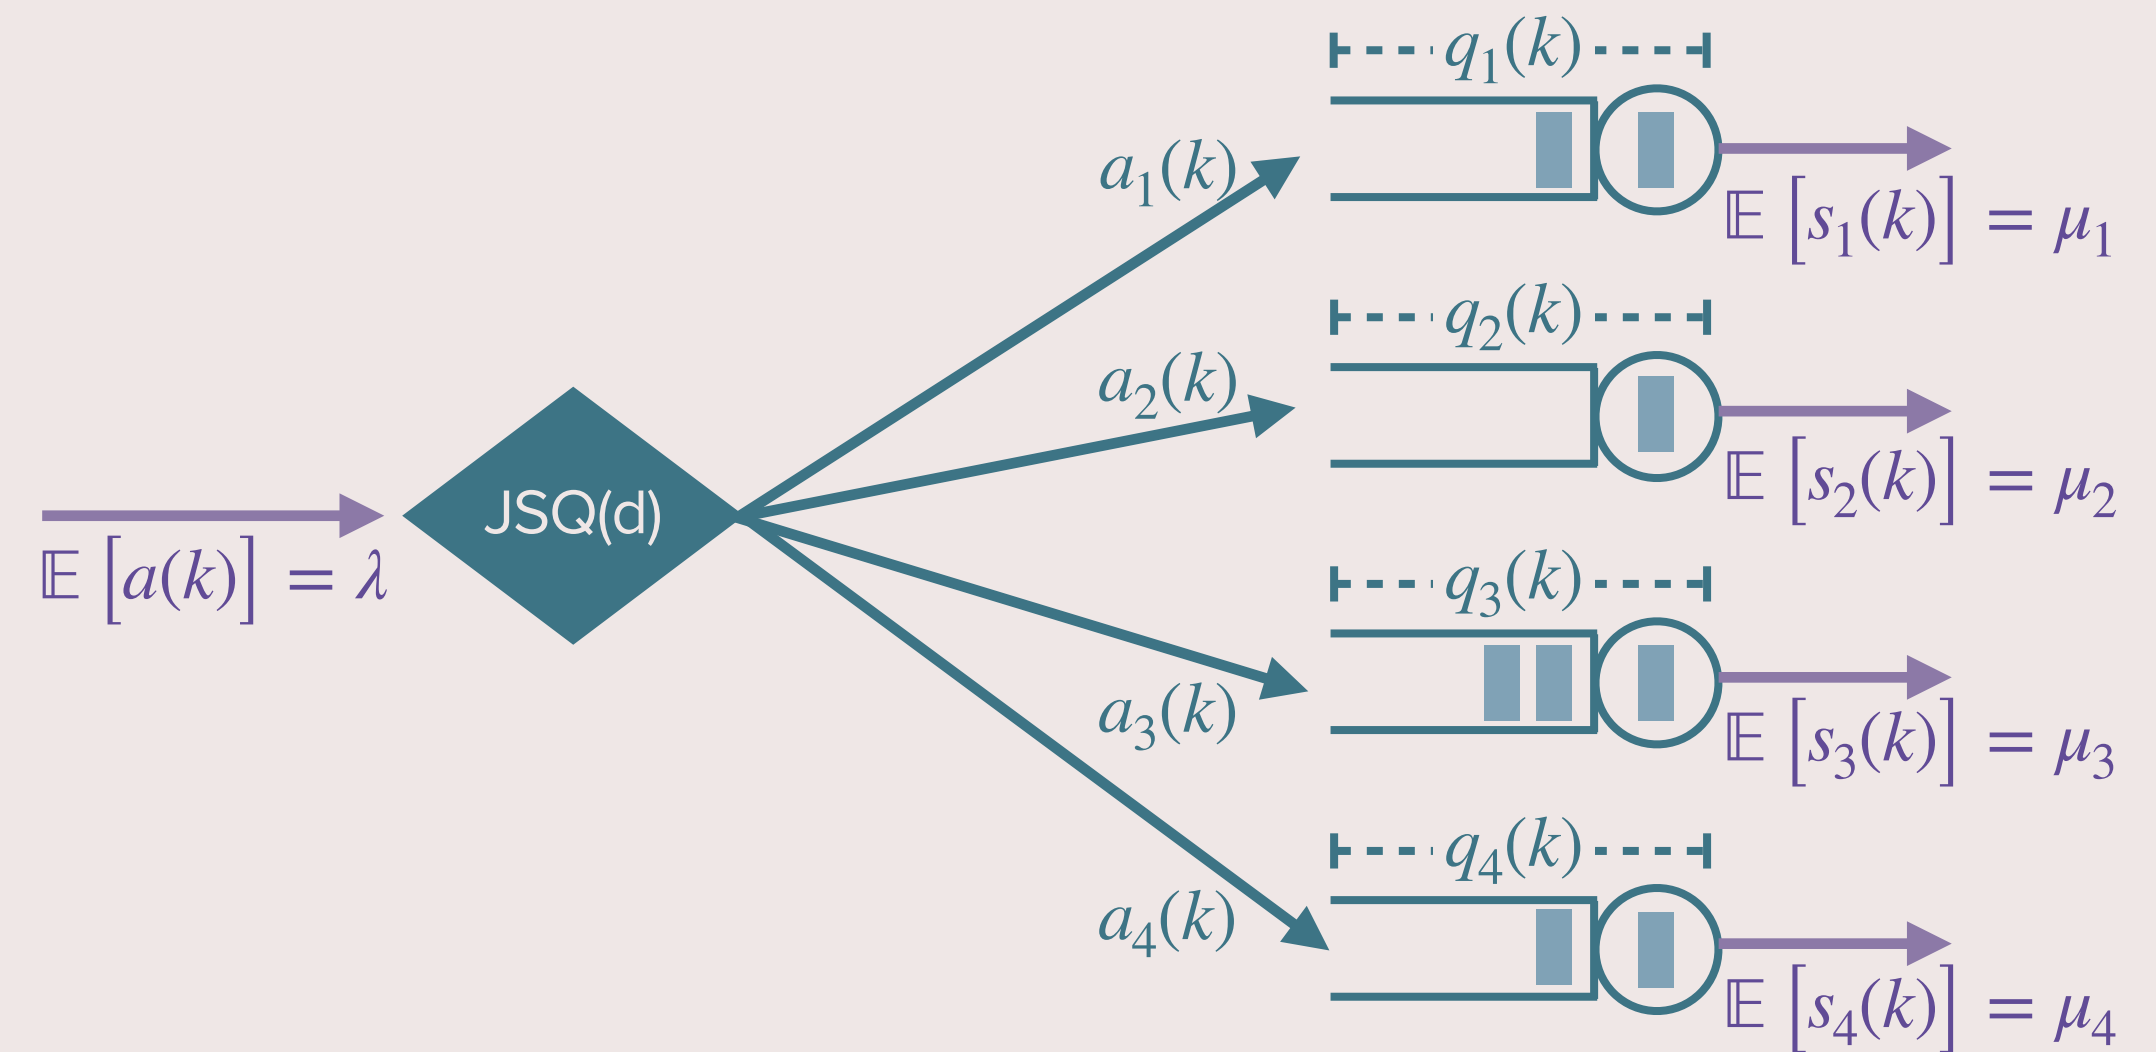 q₁(k)
a₁(k)
𝔼 [s₁(k)] = μ₁
q₂(k)
a₂(k)
𝔼 [s₂(k)] = μ₂
JSQ(d)
𝔼 [a(k)] = λ
q₃(k)
a₃(k)
𝔼 [s₃(k)] = μ₃
q₄(k)
a₄(k)
𝔼 [s₄(k)] = μ₄